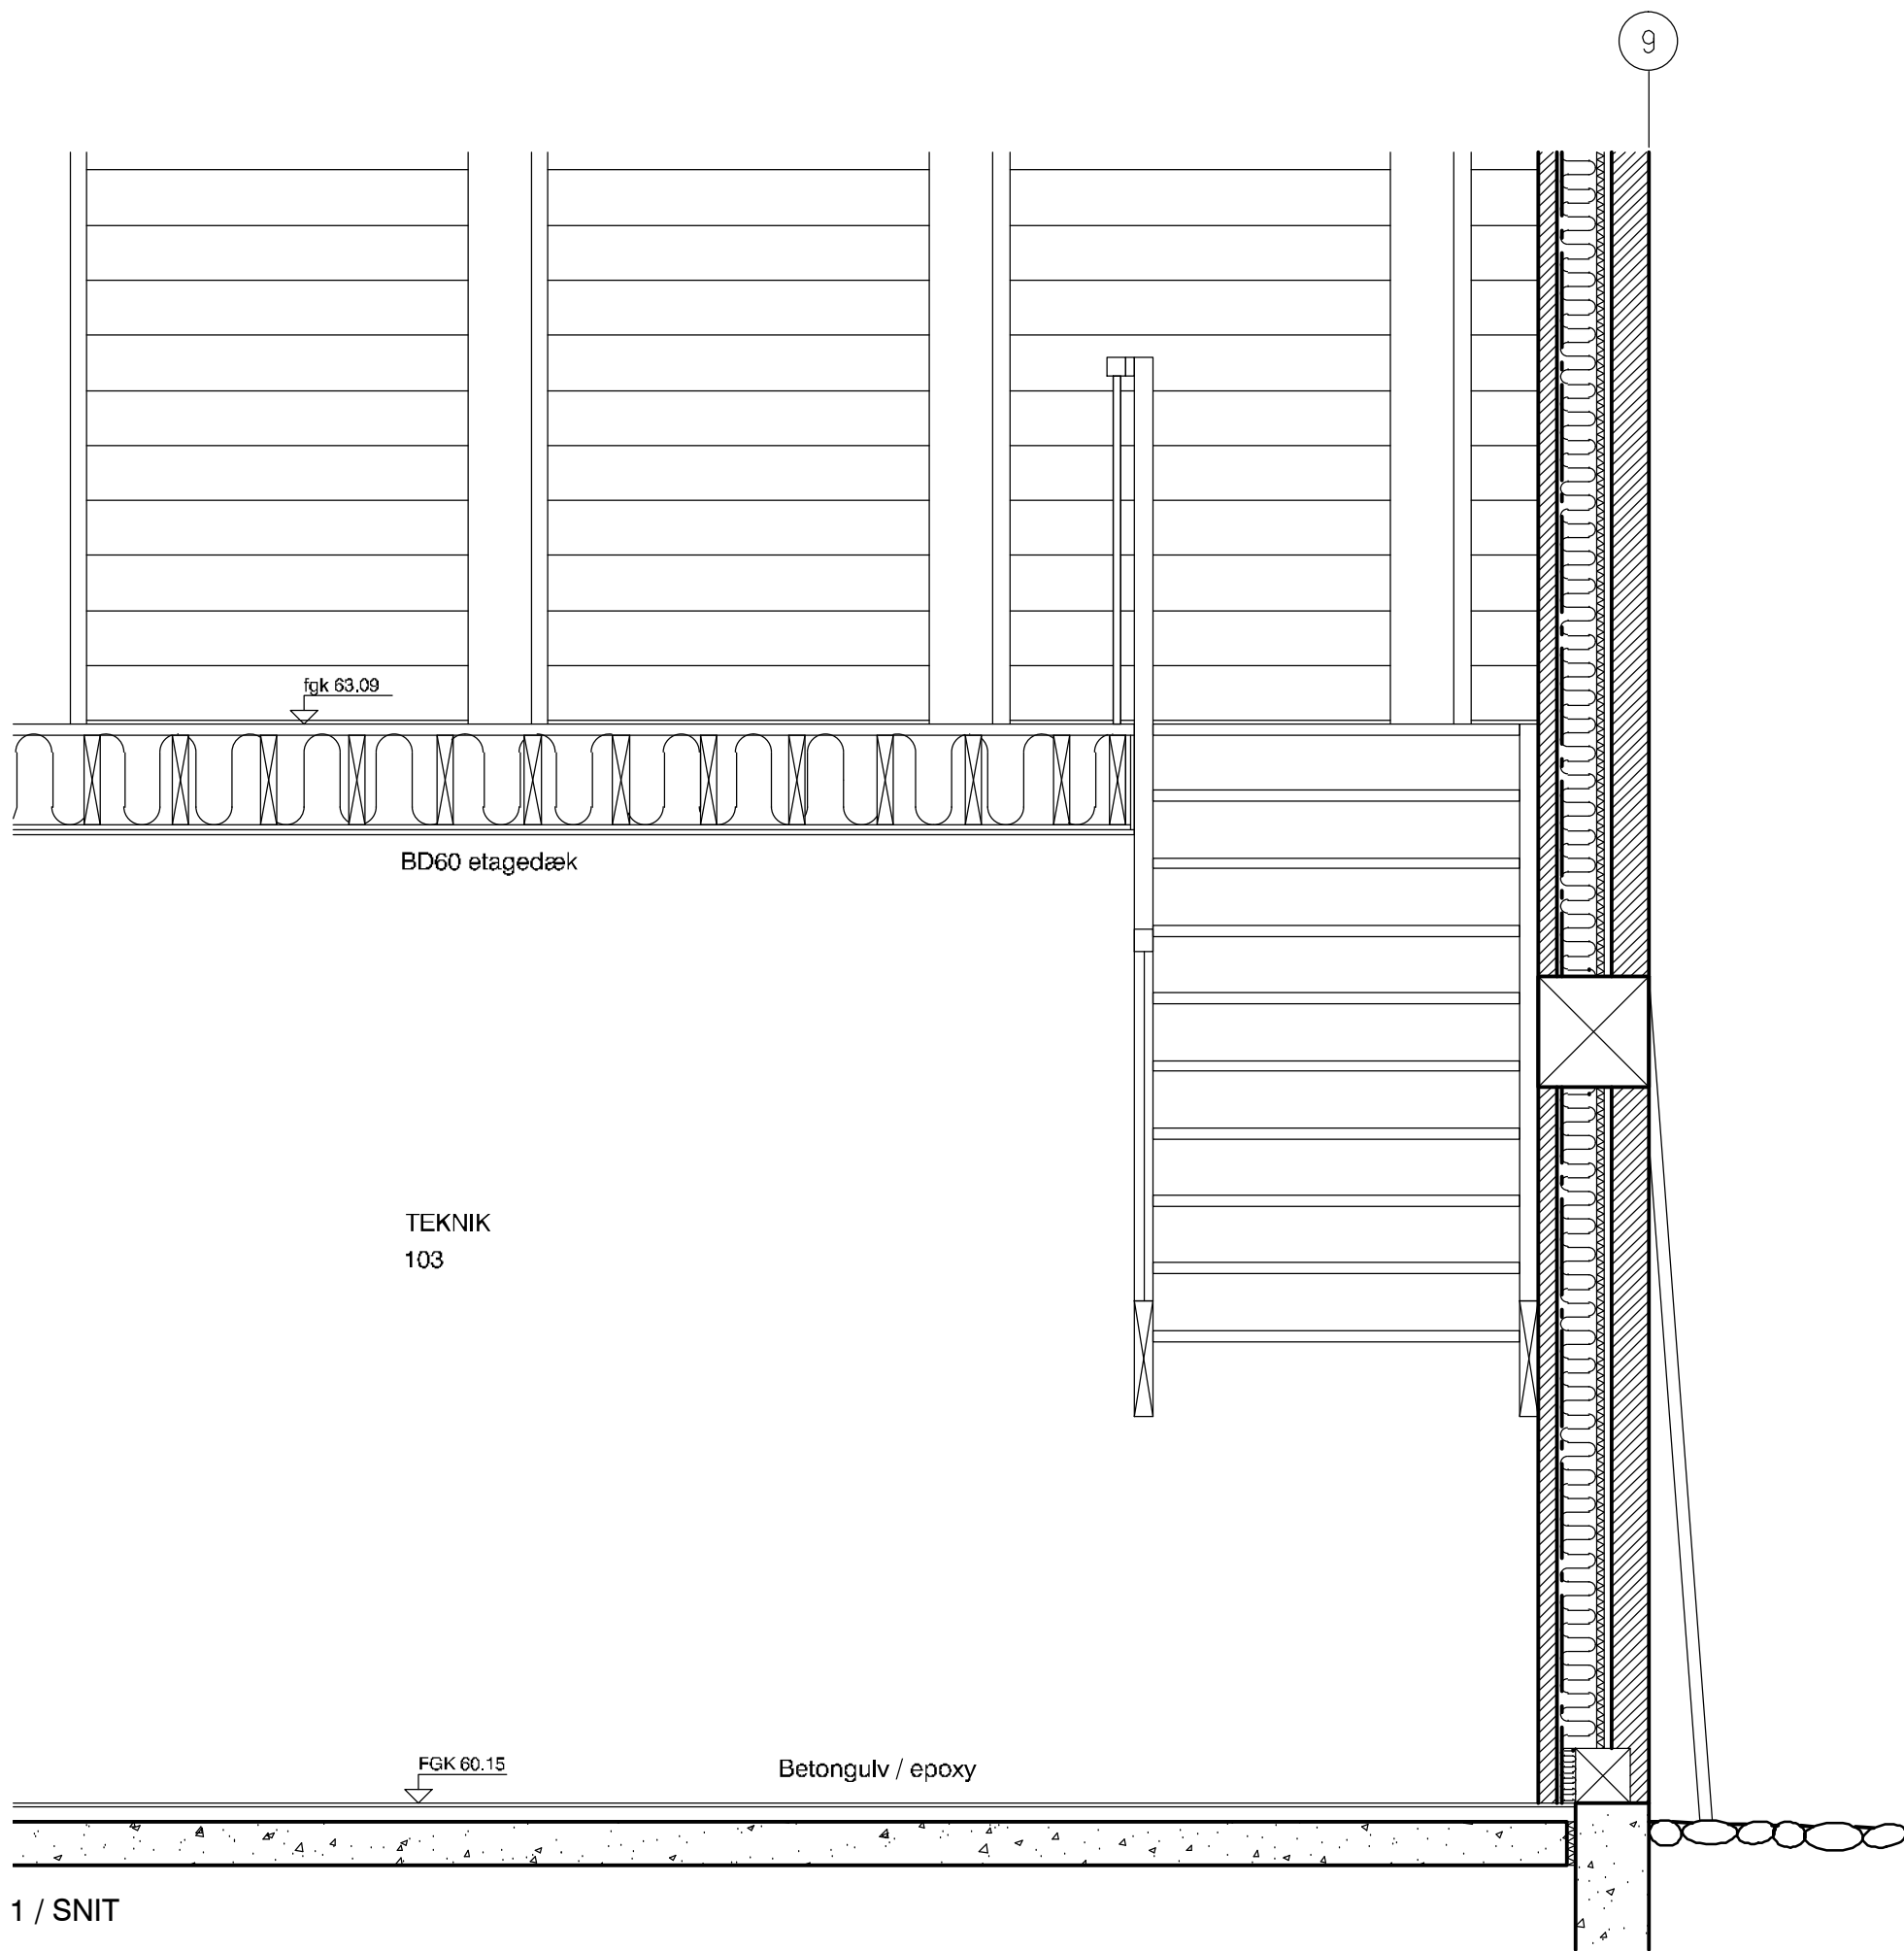 9
fgk 63.09
BD60 etagedæk
TEKNIK
103
FGK 60.15
Betongulv / epoxy
1 / SNIT